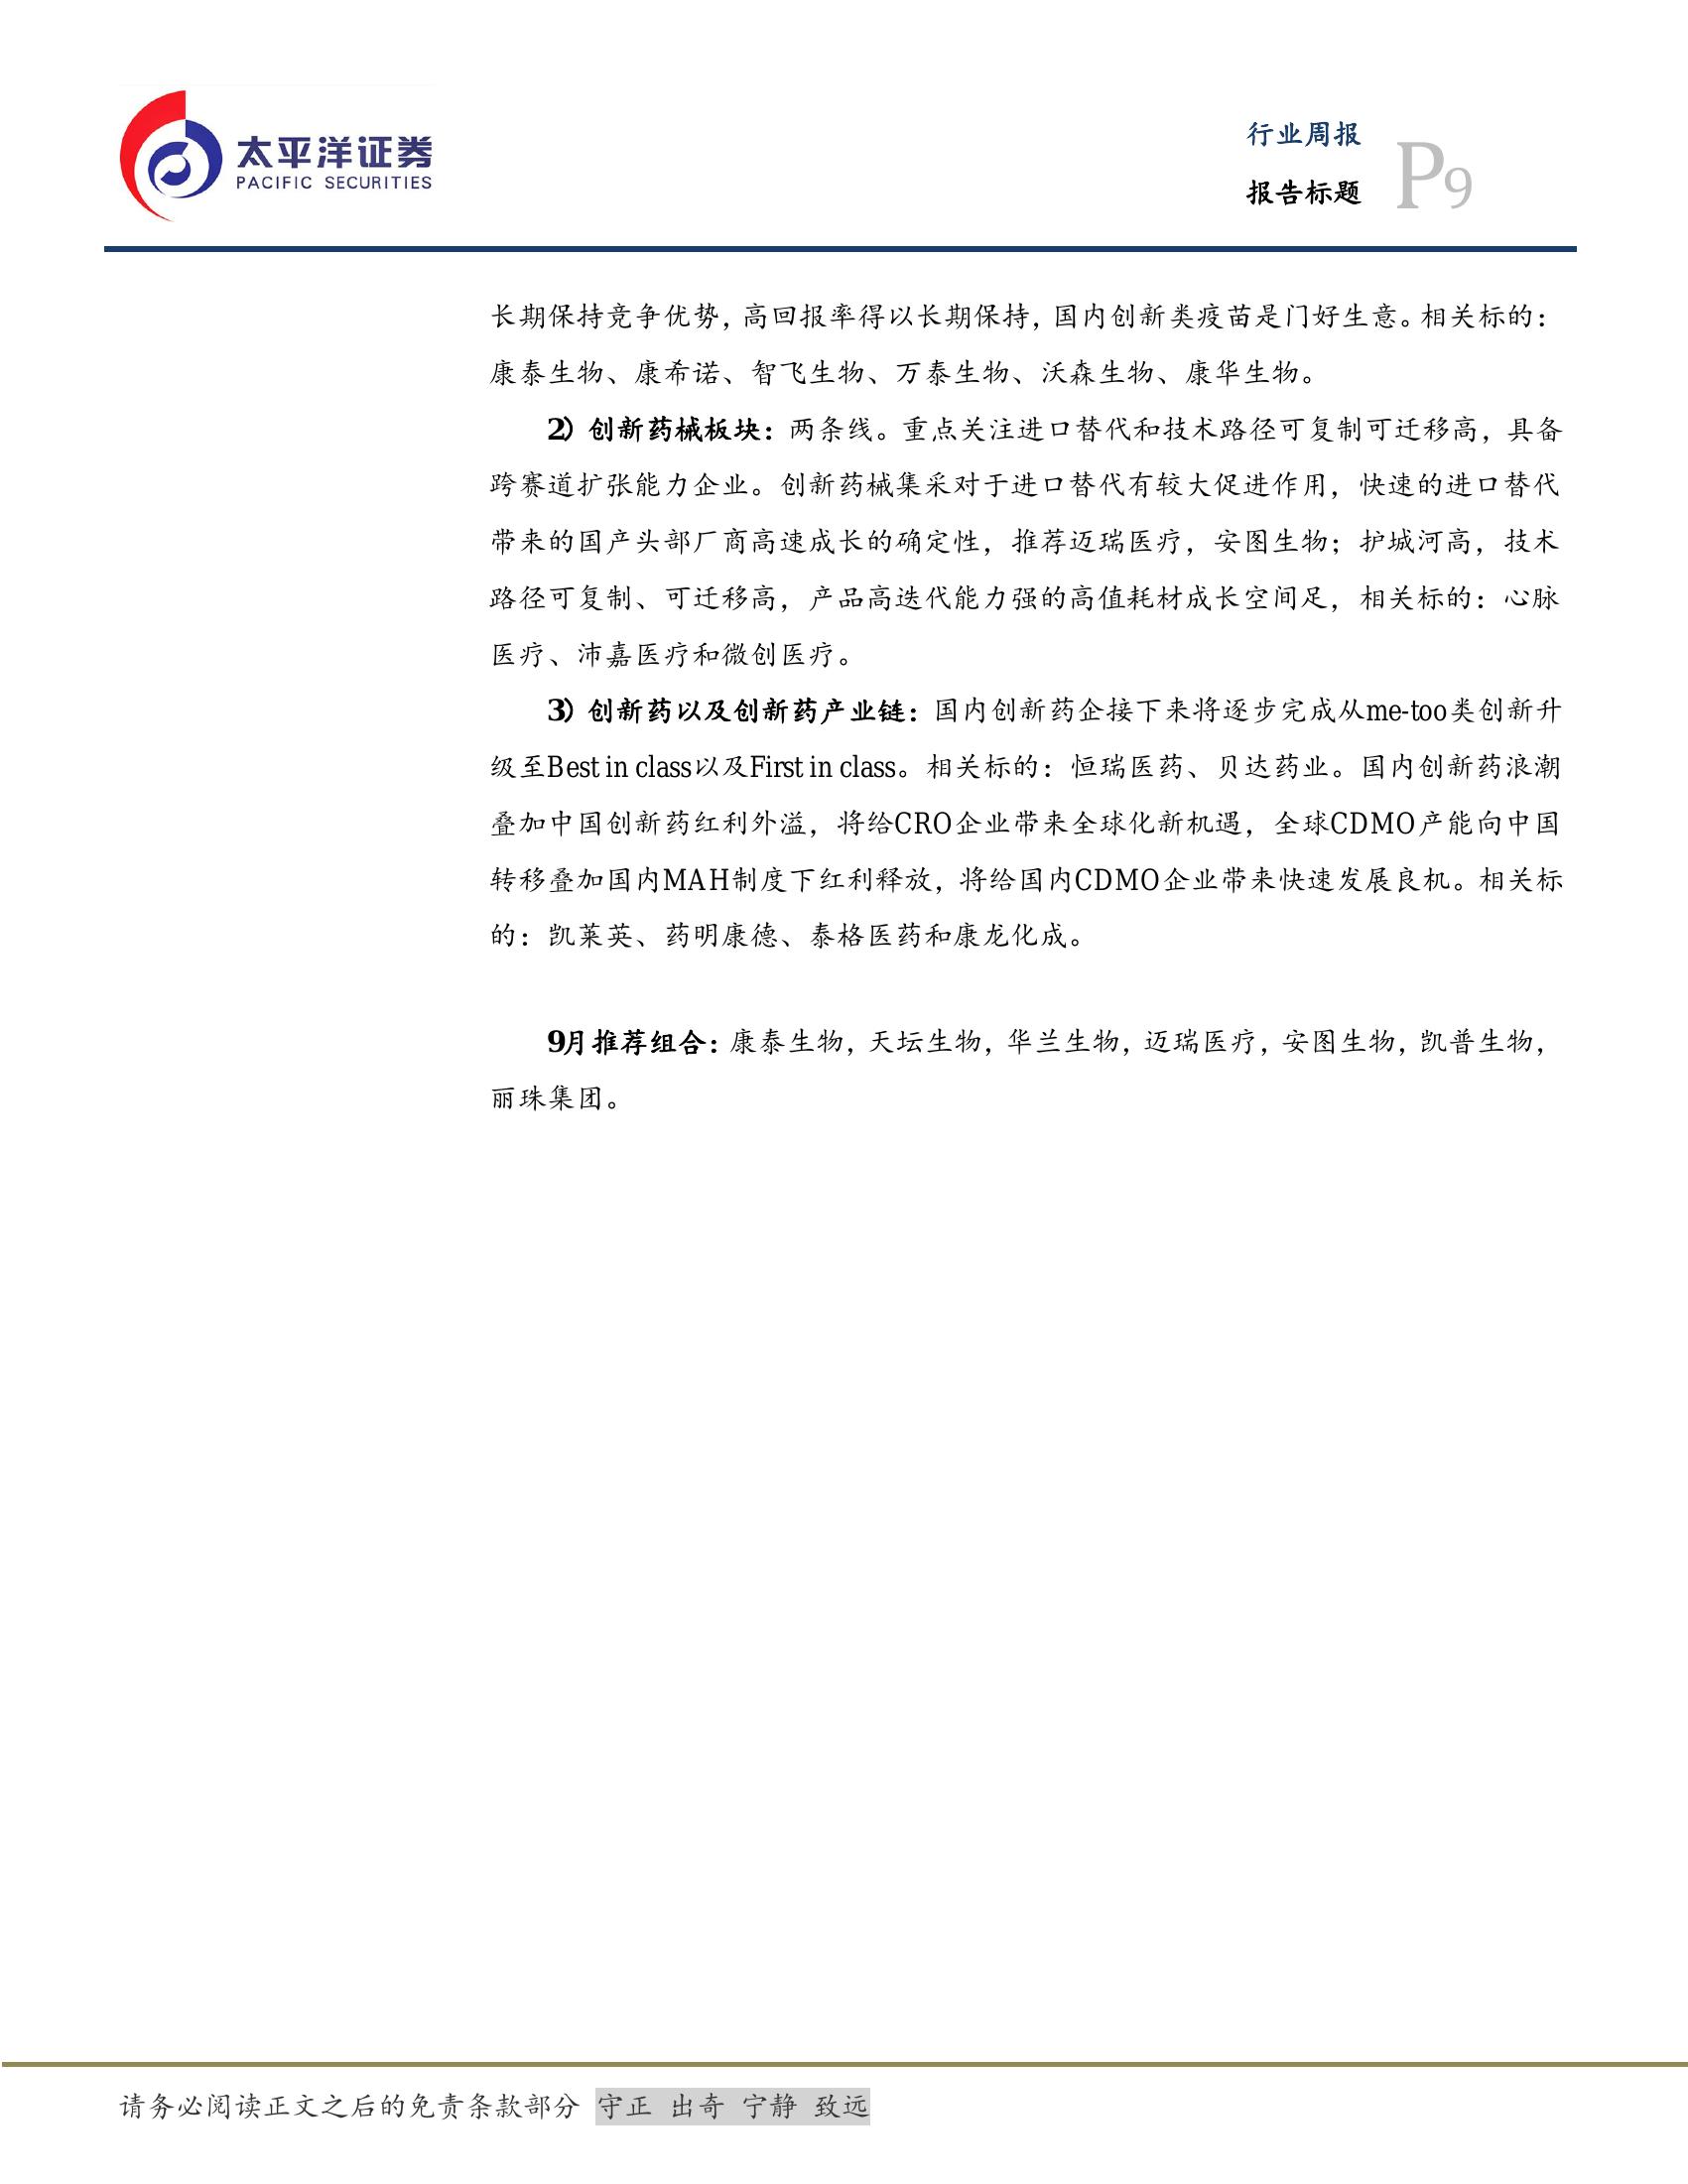 太平洋证券
PACIFIC SECURITIES
行业周报
报告标题
P9
长期保持竞争优势，高回报率得以长期保持，国内创新类疫苗是门好生意。相关标的：
康泰生物、康希诺、智飞生物、万泰生物、沃森生物、康华生物。
2）创新药械板块：两条线。重点关注进口替代和技术路径可复制可迁移高，具备
跨赛道扩张能力企业。创新药械集采对于进口替代有较大促进作用，快速的进口替代
带来的国产头部厂商高速成长的确定性，推荐迈瑞医疗，安图生物；护城河高，技术
路径可复制、可迁移高，产品高迭代能力强的高值耗材成长空间足，相关标的：心脉
医疗、沛嘉医疗和微创医疗。
3）创新药以及创新药产业链：国内创新药企接下来将逐步完成从me-too类创新升
级至Best in class以及First in class。相关标的：恒瑞医药、贝达药业。国内创新药浪潮
叠加中国创新药红利外溢，将给CRO企业带来全球化新机遇，全球CDMO产能向中国
转移叠加国内MAH制度下红利释放，将给国内CDMO企业带来快速发展良机。相关标
的：凯莱英、药明康德、泰格医药和康龙化成。
9月推荐组合：康泰生物，天坛生物，华兰生物，迈瑞医疗，安图生物，凯普生物，
丽珠集团。
请务必阅读正文之后的免责条款部分 守正 出奇 宁静 致远